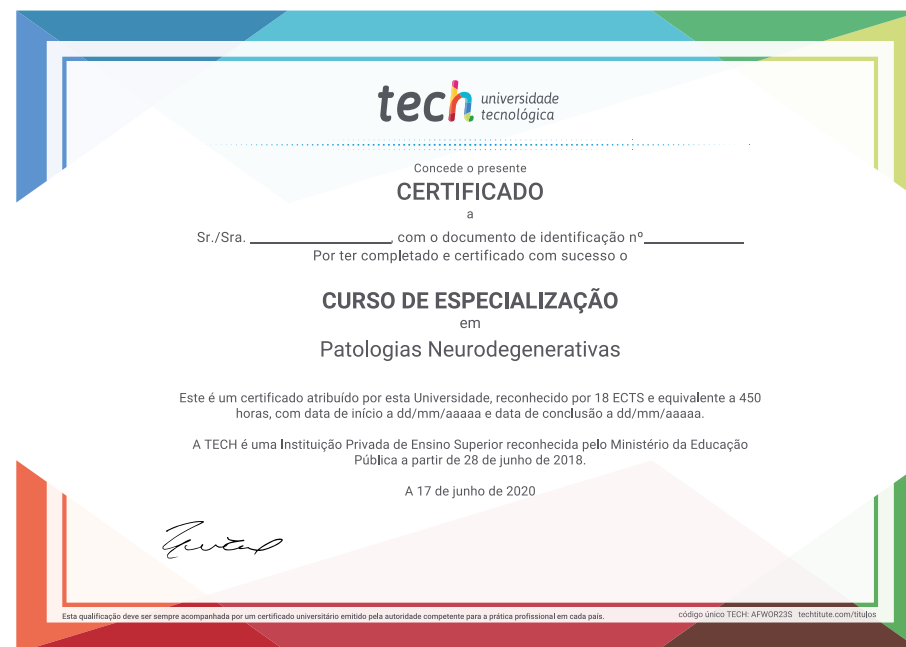 tech universidade
tecnológica
Concede o presente
CERTIFICADO
a
Sr./Sra. ____________________, com o documento de identificação nº______________
Por ter completado e certificado com sucesso o
CURSO DE ESPECIALIZAÇÃO
em
Patologias Neurodegenerativas
Este é um certificado atribuído por esta Universidade, reconhecido por 18 ECTS e equivalente a 450
horas, com data de início a dd/mm/aaaaa e data de conclusão a dd/mm/aaaaa.
A TECH é uma Instituição Privada de Ensino Superior reconhecida pelo Ministério da Educação
Pública a partir de 28 de junho de 2018.
A 17 de junho de 2020
Esta qualificação deve ser sempre acompanhada por um certificado universitário emitido pela autoridade competente para a prática profissional em cada país.
código único TECH: AFWOR23S techtitute.com/titulos